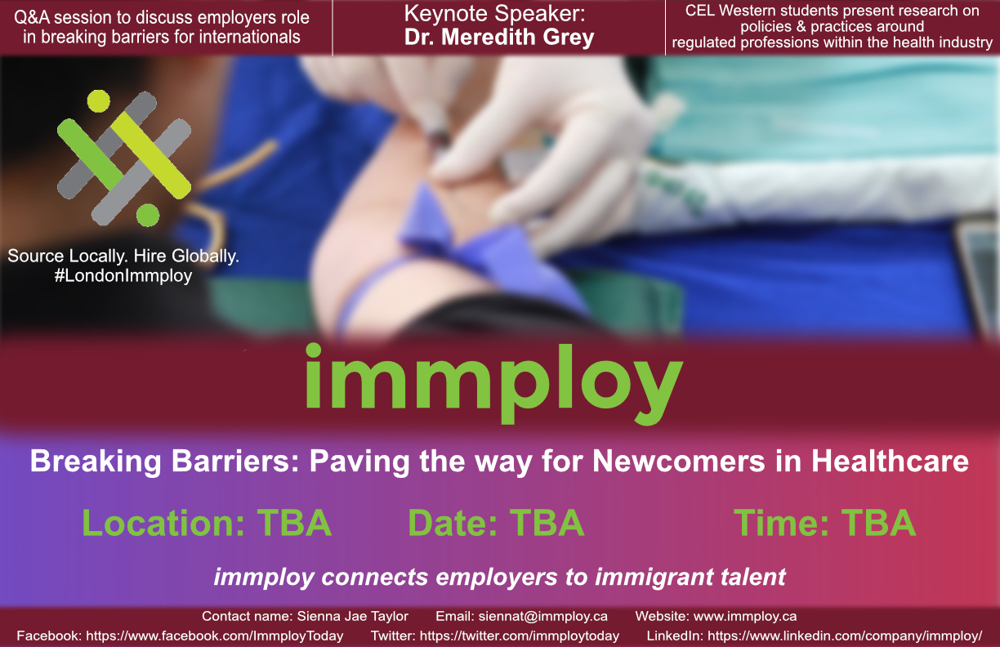 Q&A session to discuss employers role
in breaking barriers for internationals
Keynote Speaker:
Dr. Meredith Grey
CEL Western students present research on
policies & practices around
regulated professions within the health industry
Source Locally. Hire Globally.
#LondonImmploy
immploy
Breaking Barriers: Paving the way for Newcomers in Healthcare
Location: TBA Date: TBA Time: TBA
immploy connects employers to immigrant talent
Contact name: Sienna Jae Taylor Email: siennat@immploy.ca Website: www.immploy.ca
Facebook: https://www.facebook.com/ImmployToday Twitter: https://twitter.com/immploytoday LinkedIn: https://www.linkedin.com/company/immploy/